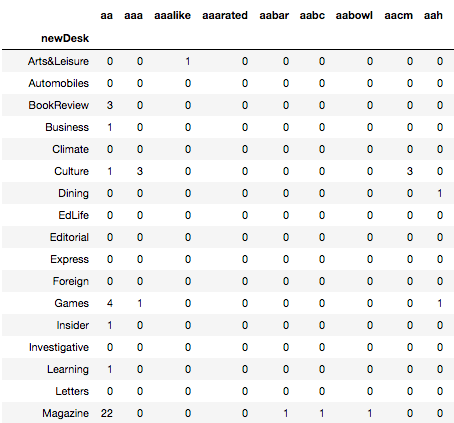 aa aaa aaalike aaarated aabar aabc aabowl aacm aah
newDesk
Arts&Leisure 0 0 1 0 0 0 0 0 0
Automobiles 0 0 0 0 0 0 0 0 0
BookReview 3 0 0 0 0 0 0 0 0
Business 1 0 0 0 0 0 0 0 0
Climate 0 0 0 0 0 0 0 0 0
Culture 1 3 0 0 0 0 0 3 0
Dining 0 0 0 0 0 0 0 0 1
EdLife 0 0 0 0 0 0 0 0 0
Editorial 0 0 0 0 0 0 0 0 0
Express 0 0 0 0 0 0 0 0 0
Foreign 0 0 0 0 0 0 0 0 0
Games 4 1 0 0 0 0 0 0 1
Insider 1 0 0 0 0 0 0 0 0
Investigative 0 0 0 0 0 0 0 0 0
Learning 1 0 0 0 0 0 0 0 0
Letters 0 0 0 0 0 0 0 0 0
Magazine 22 0 0 0 1 1 1 0 0